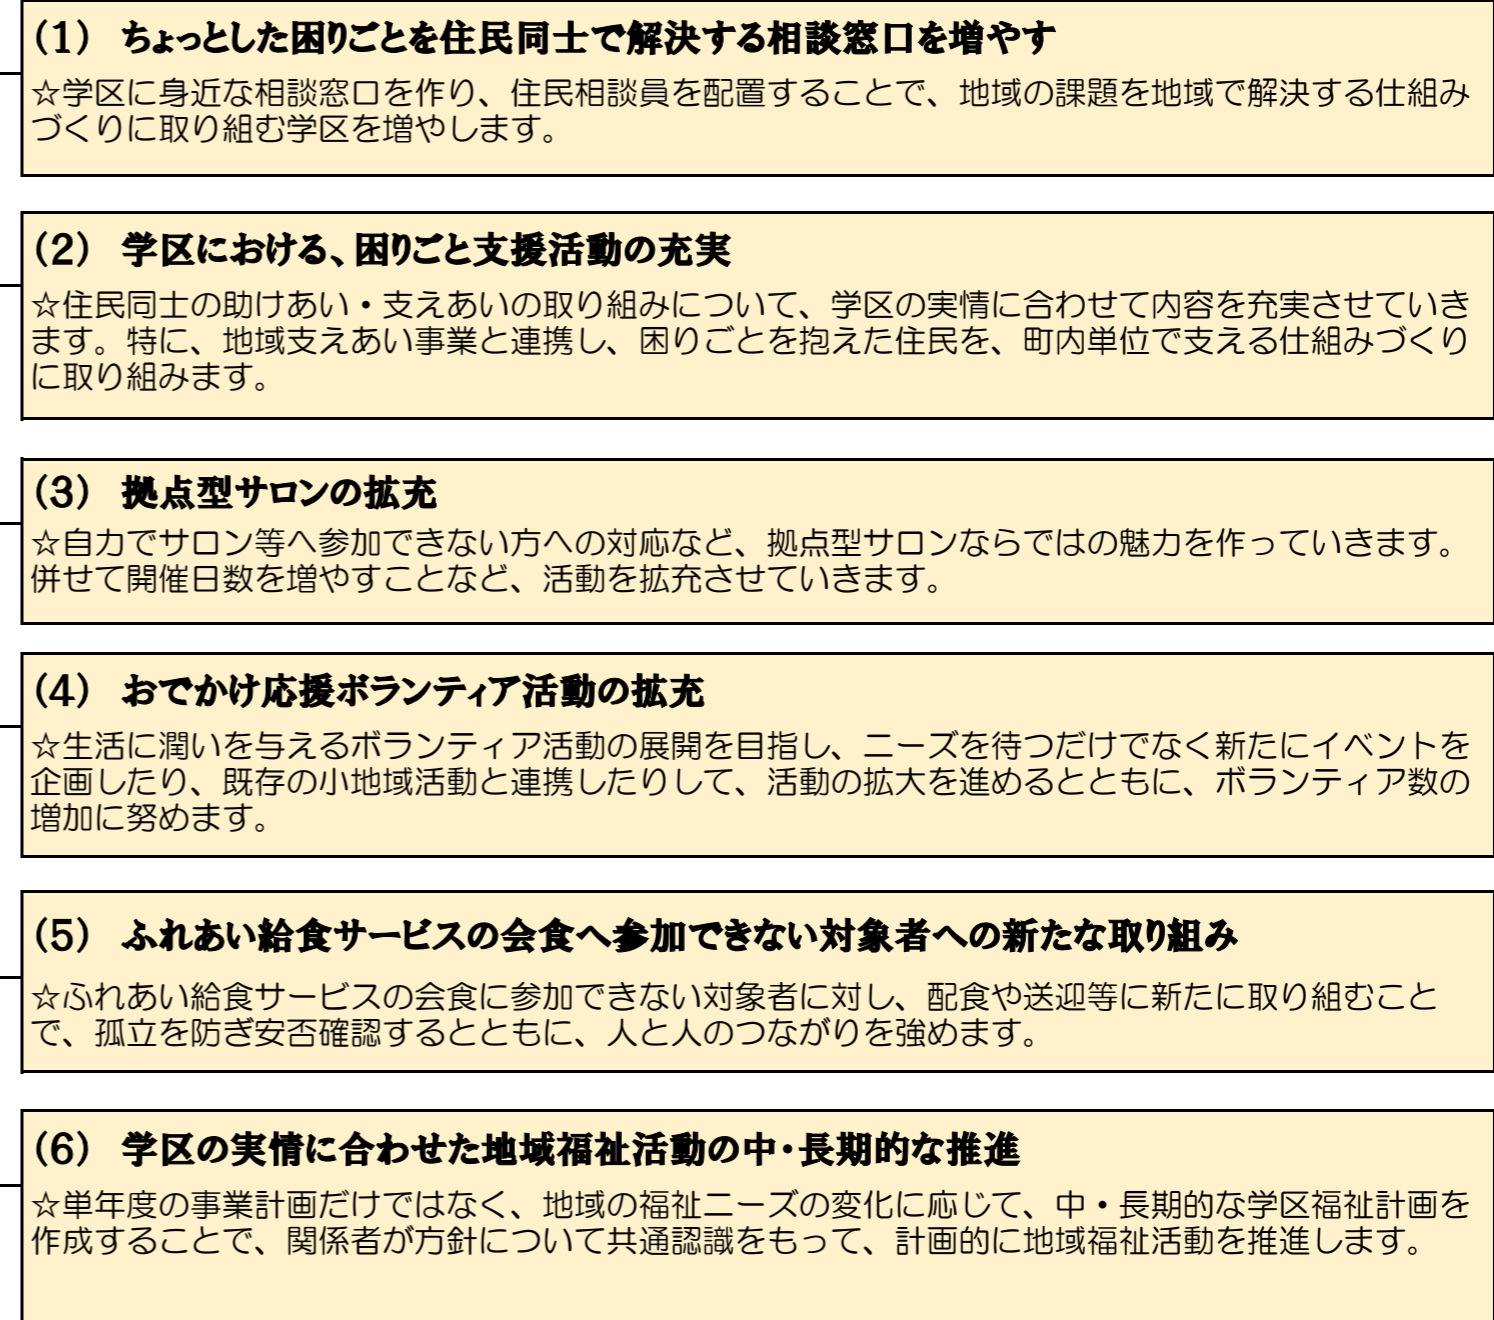 (1) ちょっとした困りごとを住民同士で解決する相談窓口を増やす
☆学区に身近な相談窓口を作り、住民相談員を配置することで、地域の課題を地域で解決する仕組み
づくりに取り組む学区を増やします。
(2) 学区における、困りごと支援活動の充実
☆住民同士の助けあい・支えあいの取り組みについて、学区の実情に合わせて内容を充実させていき
ます。特に、地域支えあい事業と連携し、困りごとを抱えた住民を、町内単位で支える仕組みづくり
に取り組みます。
(3) 拠点型サロンの拡充
☆自力でサロン等へ参加できない方への対応など、拠点型サロンならではの魅力を作っていきます。
併せて開催日数を増やすことなど、活動を拡充させていきます。
(4) おでかけ応援ボランティア活動の拡充
☆生活に潤いを与えるボランティア活動の展開を目指し、ニーズを待つだけでなく新たにイベントを
企画したり、既存の小地域活動と連携したりして、活動の拡大を進めるとともに、ボランティア数の
増加に努めます。
(5) ふれあい給食サービスの会食へ参加できない対象者への新たな取り組み
☆ふれあい給食サービスの会食に参加できない対象者に対し、配食や送迎等に新たに取り組むこと
で、孤立を防ぎ安否確認するとともに、人と人のつながりを強めます。
(6) 学区の実情に合わせた地域福祉活動の中・長期的な推進
☆単年度の事業計画だけではなく、地域の福祉ニーズの変化に応じて、中・長期的な学区福祉計画を
作成することで、関係者が方針について共通認識をもって、計画的に地域福祉活動を推進します。